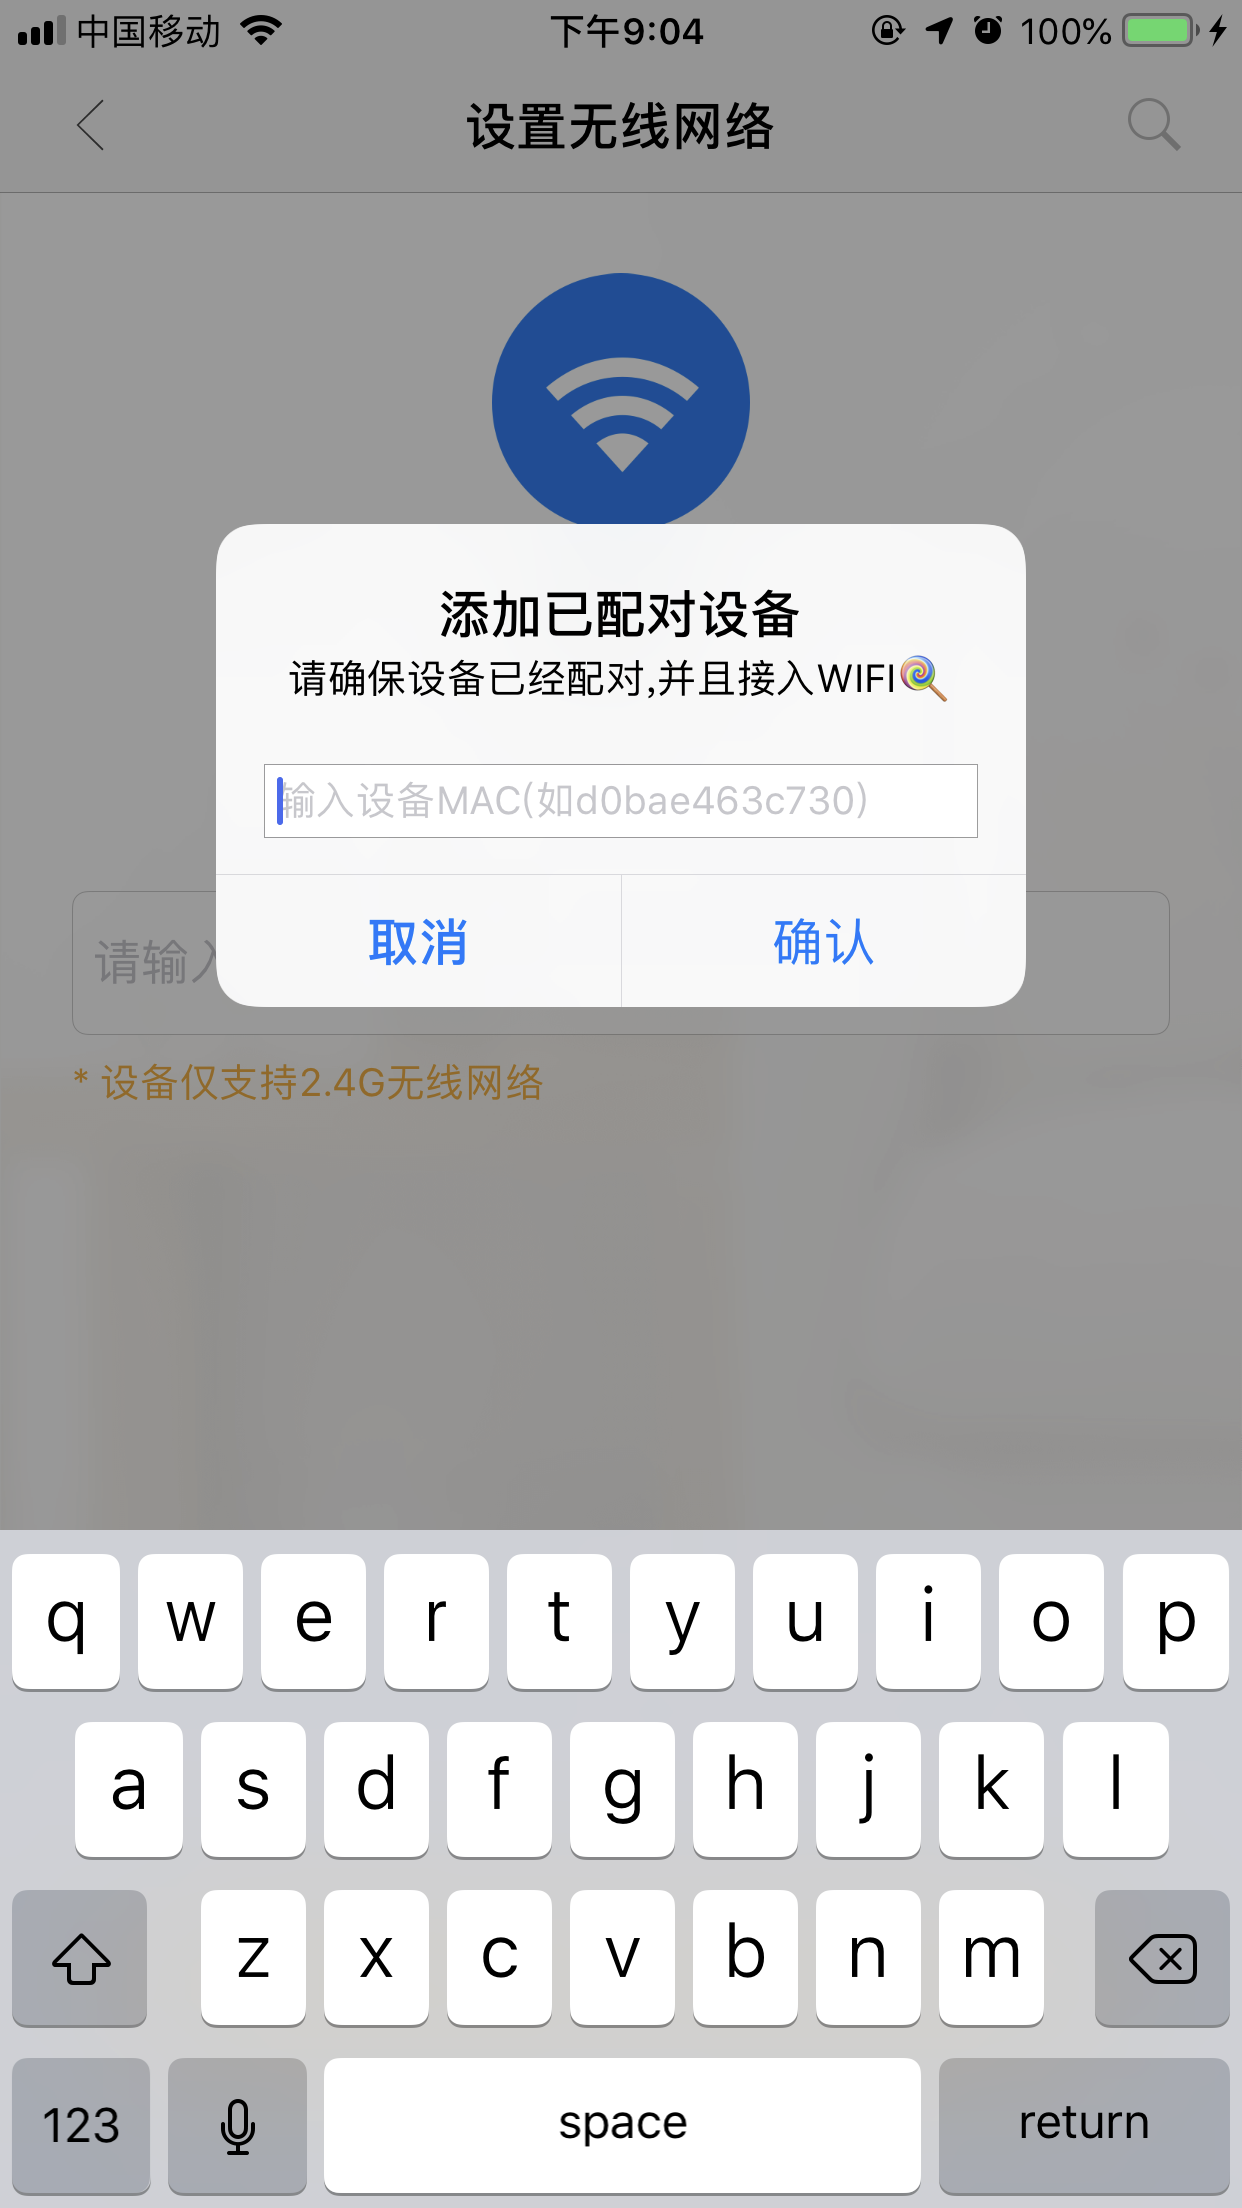 中国移动 下午9:04 100%
设置无线网络
添加已配对设备
请确保设备已经配对,并且接入WIFI🍭
输入设备MAC(如d0bae463c730)
取消 确认
请输入
* 设备仅支持2.4G无线网络
q w e r t y u i o p
a s d f g h j k l
z x c v b n m
123 space return